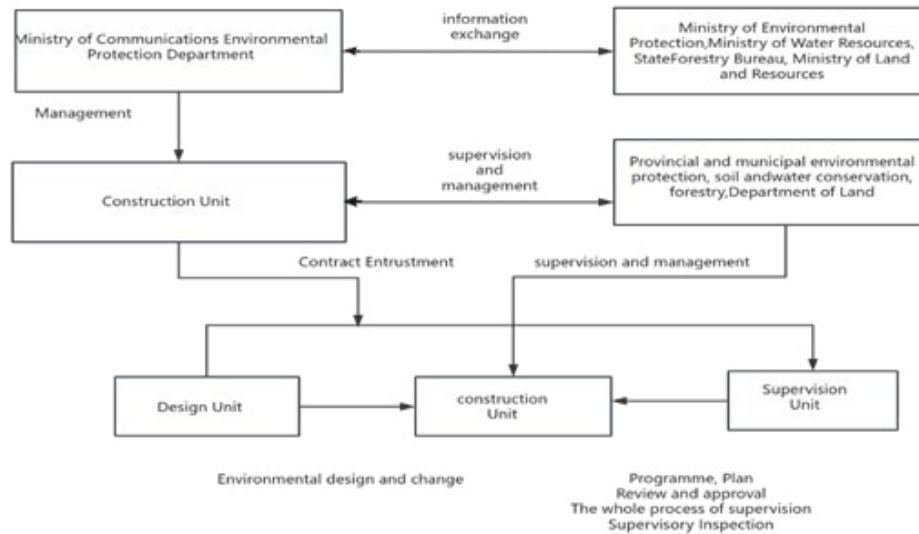 Ministry of Communications Environmental
Protection Department
information
exchange
Ministry of Environmental
Protection,Ministry of Water Resources,
StateForestry Bureau, Ministry of Land
and Resources
Management
Construction Unit
supervision
and
management
Provincial and municipal environmental
protection, soil andwater conservation,
forestry,Department of Land
Contract Entrustment
supervision and management
Design Unit
construction
Unit
Supervision
Unit
Environmental design and change
Programme, Plan
Review and approval
The whole process of supervision
Supervisory Inspection